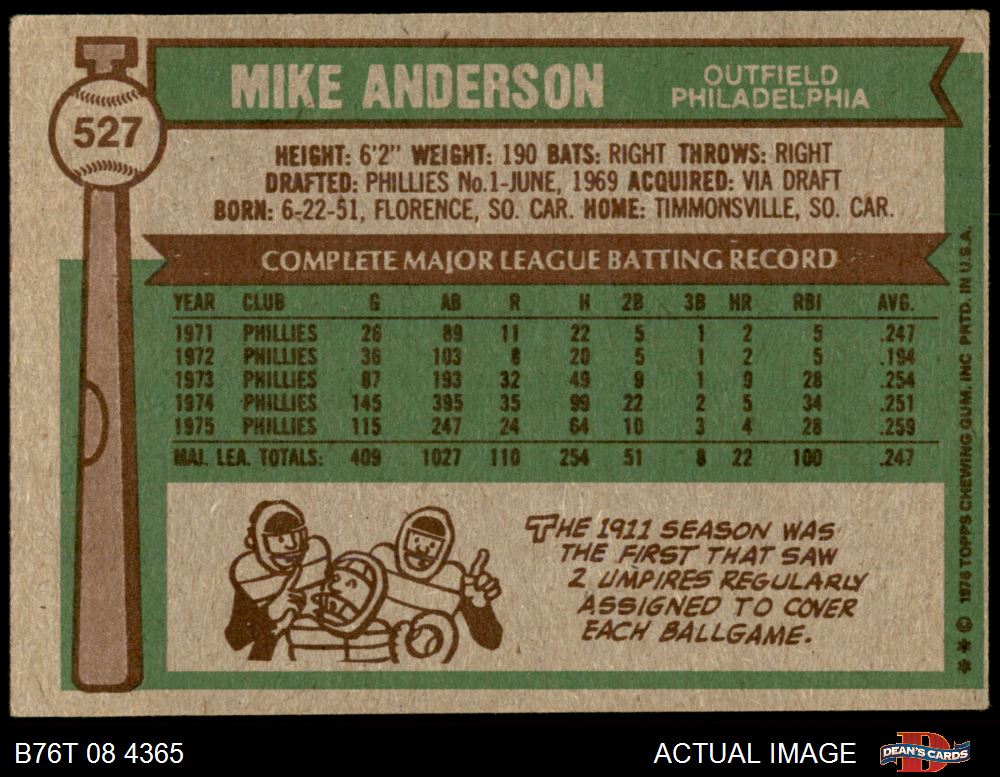 527
MIKE ANDERSON
OUTFIELD
PHILADELPHIA
HEIGHT: 6'2" WEIGHT: 190 BATS: RIGHT THROWS: RIGHT
DRAFTED: PHILLIES No.1-JUNE, 1969 ACQUIRED: VIA DRAFT
BORN: 6-22-51, FLORENCE, SO. CAR. HOME: TIMMONSVILLE, SO. CAR.
COMPLETE MAJOR LEAGUE BATTING RECORD
YEAR CLUB G AB R H 2B 3B HR RBI AVG.
1971 PHILLIES 26 89 11 22 5 1 2 5 .247
1972 PHILLIES 36 103 8 20 5 1 2 5 .194
1973 PHILLIES 87 193 32 49 9 1 9 28 .254
1974 PHILLIES 145 395 35 99 22 2 5 34 .251
1975 PHILLIES 115 247 24 64 10 3 4 28 .259
MAJ. LEA. TOTALS: 409 1027 110 254 51 8 22 100 .247
THE 1911 SEASON WAS
THE FIRST THAT SAW
2 UMPIRES REGULARLY
ASSIGNED TO COVER
EACH BALLGAME.
** © 1976 TOPPS CHEWING GUM, INC PRTD. IN U.S.A.
B76T 08 4365
ACTUAL IMAGE
DEAN'S CARDS